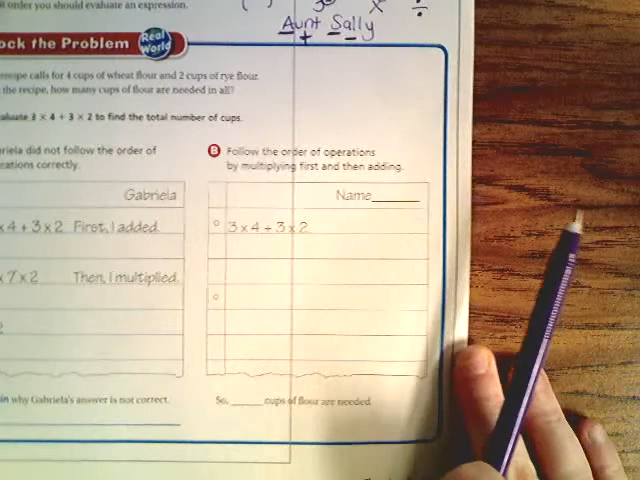 order you should evaluate an expression.
Aunt Sally
ock the Problem
Real World
recipe calls for 4 cups of wheat flour and 2 cups of rye flour.
the recipe, how many cups of flour are needed in all?
aluate 3 × 4 + 3 × 2 to find the total number of cups.
riela did not follow the order of
rations correctly.
Gabriela
× 4 + 3 × 2 First, I added.
× 7 × 2 Then, I multiplied.
B Follow the order of operations
by multiplying first and then adding.
Name
3 × 4 + 3 × 2
in why Gabriela's answer is not correct.
So, ______ cups of flour are needed.